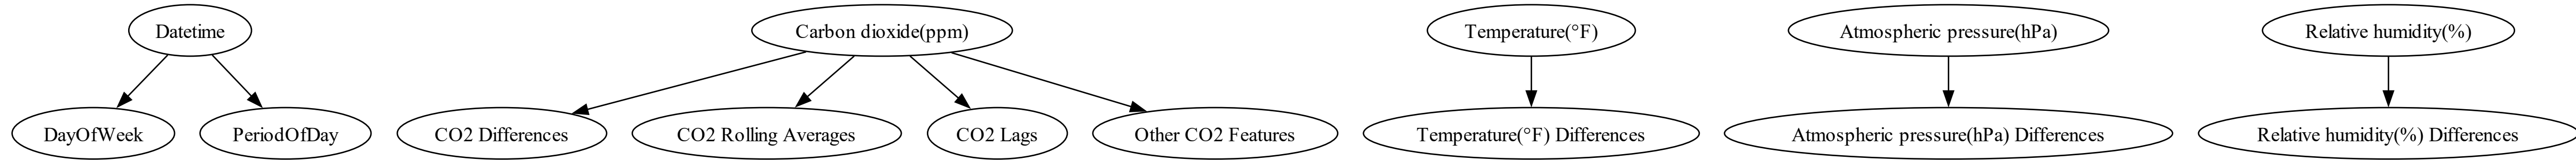 Datetime
Carbon dioxide(ppm)
Temperature(°F)
Atmospheric pressure(hPa)
Relative humidity(%)
DayOfWeek
PeriodOfDay
CO2 Differences
CO2 Rolling Averages
CO2 Lags
Other CO2 Features
Temperature(°F) Differences
Atmospheric pressure(hPa) Differences
Relative humidity(%) Differences